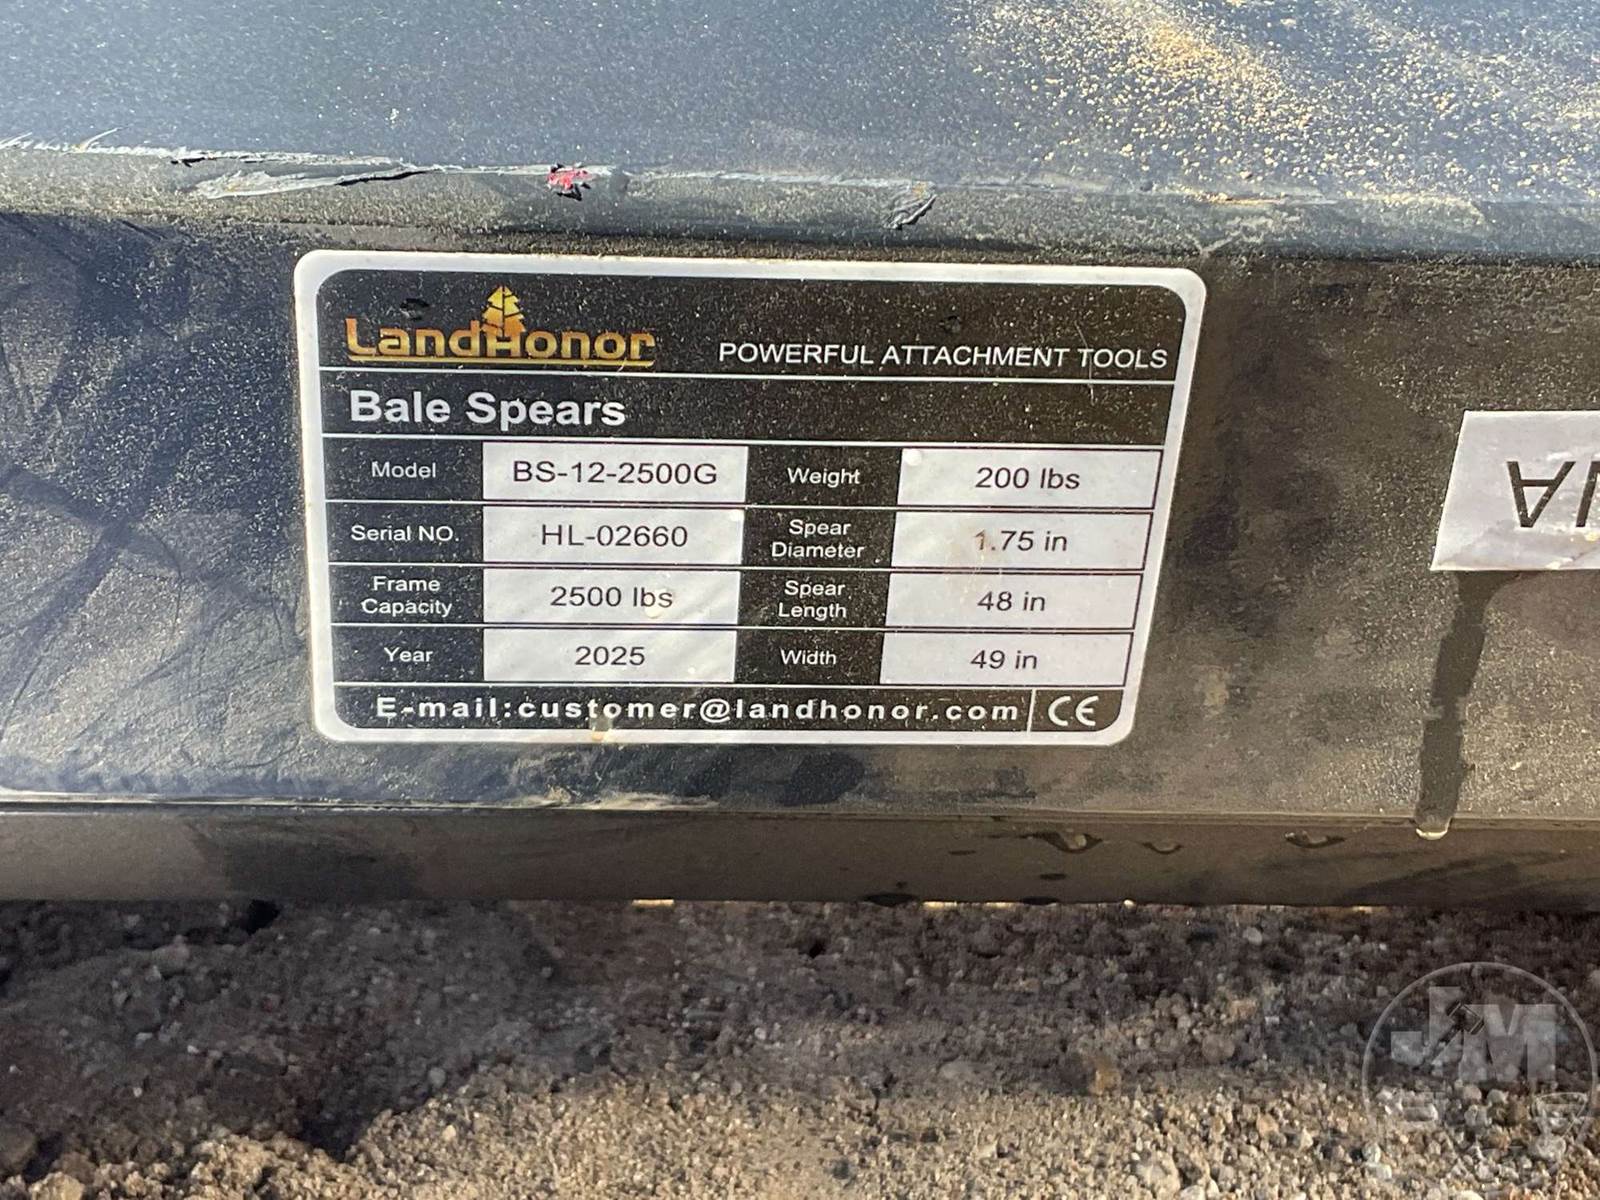 LandHonor
POWERFUL ATTACHMENT TOOLS
Bale Spears
Model BS-12-2500G Weight 200 lbs
Serial NO. HL-02660 Spear Diameter 1.75 in
Frame Capacity 2500 lbs Spear Length 48 in
Year 2025 Width 49 in
E-mail:customer@landhonor.com CE
JM